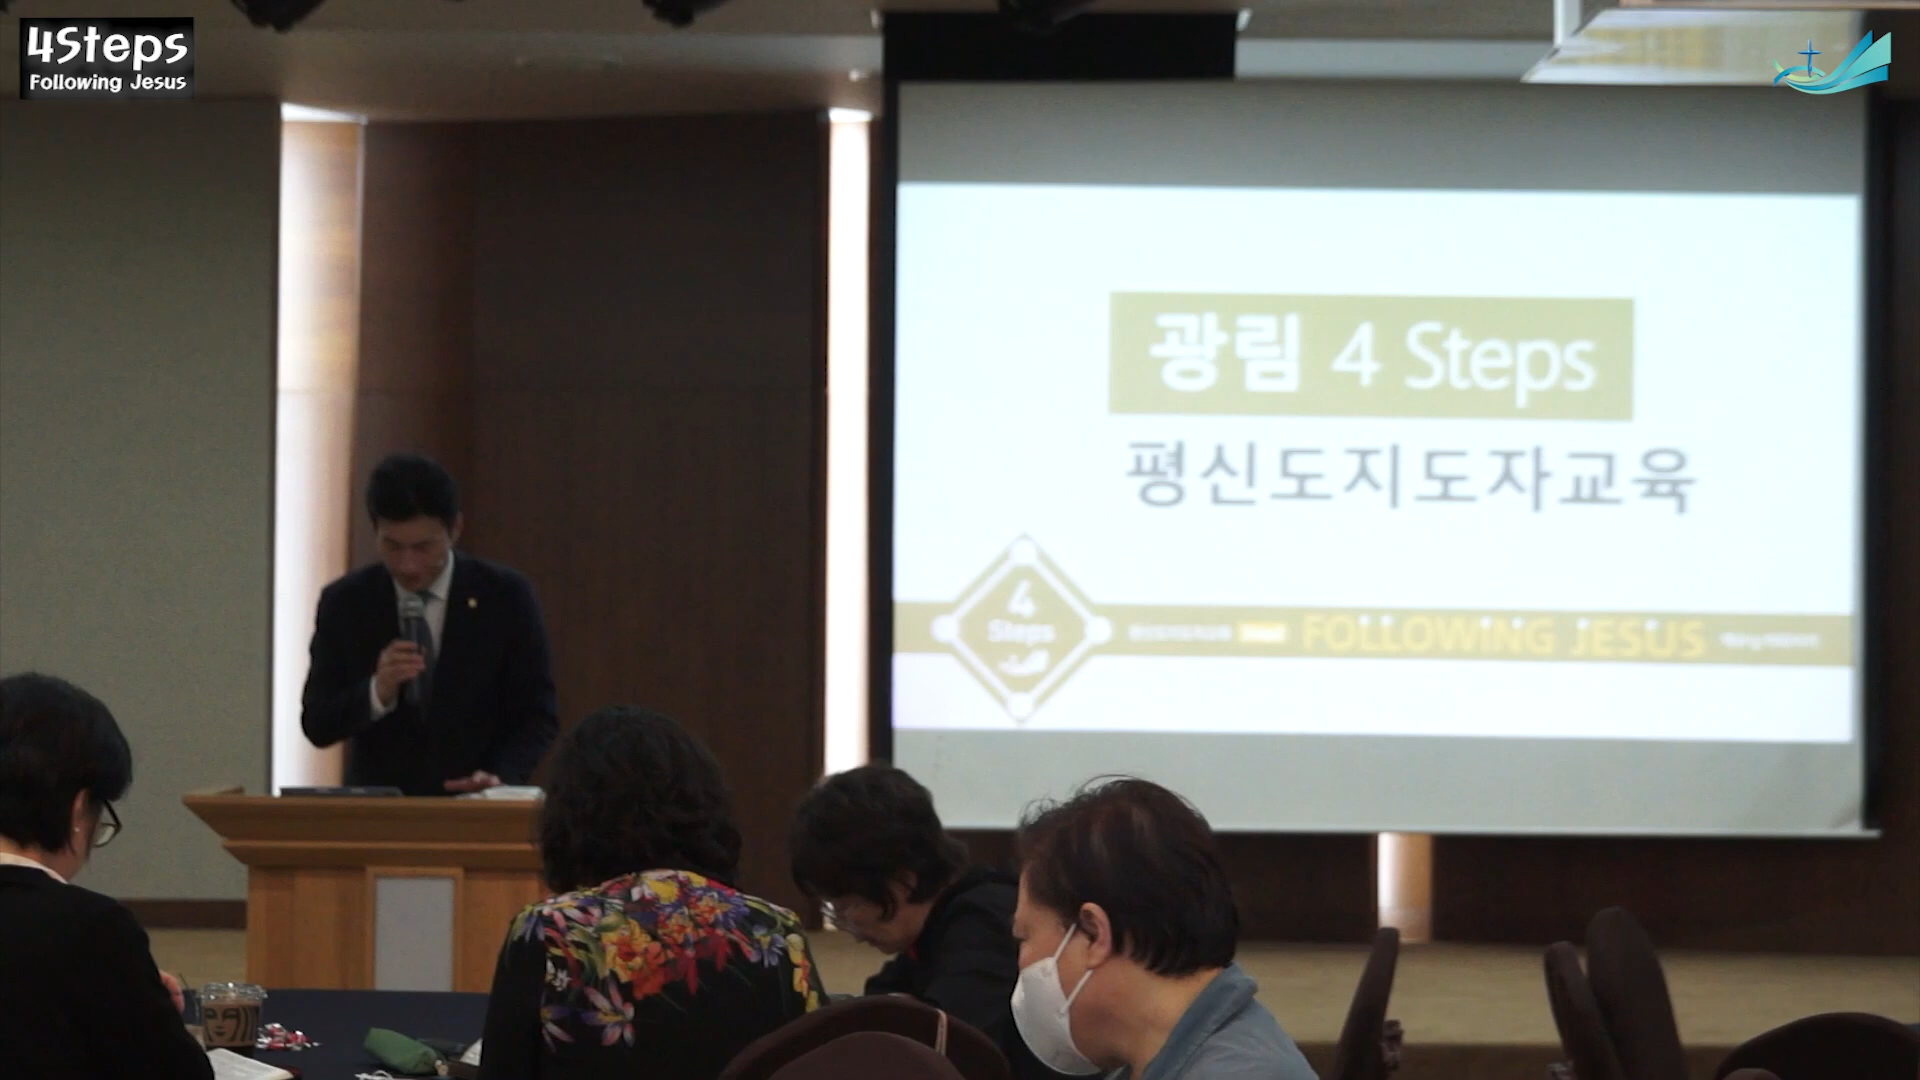 4Steps
Following Jesus
광림 4 Steps
평신도지도자교육
4
Steps
FOLLOWING JESUS